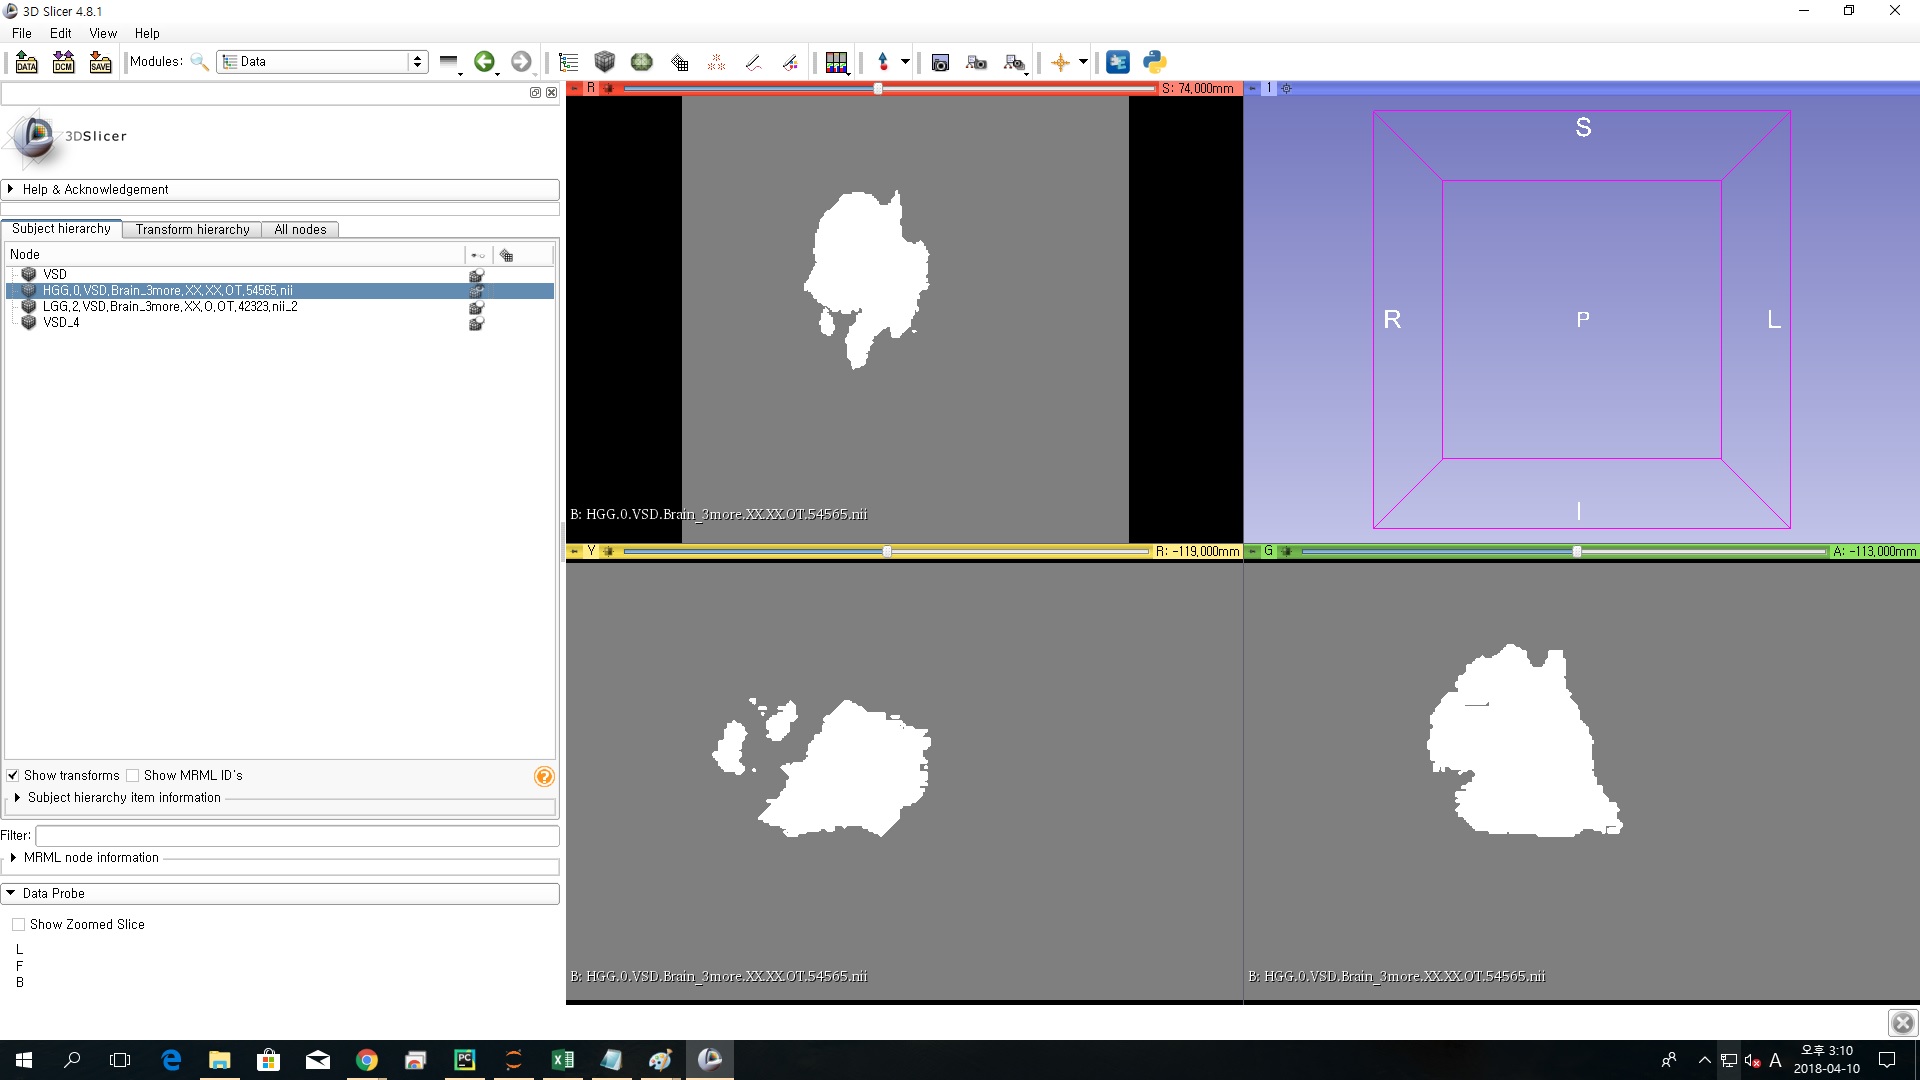 3D Slicer 4.8.1
File Edit View Help
DATA DCM SAVE Modules: Data
R S: 74,000mm 1
3DSlicer
Help & Acknowledgement
Subject hierarchy Transform hierarchy All nodes
Node
VSD
HGG,0,VSD,Brain_3more,XX,XX,OT,54565,nii
LGG,2,VSD,Brain_3more,XX,O,OT,42323,nii_2
VSD_4
S
R P L
I
B: HGG.0.VSD.Brain_3more.XX.XX.OT.54565.nii
Y R: -119,000mm G A: -113,000mm
Show transforms Show MRML ID's ?
Subject hierarchy item information
Filter:
MRML node information
Data Probe
Show Zoomed Slice
L
F
B
B: HGG.0.VSD.Brain_3more.XX.XX.OT.54565.nii
B: HGG.0.VSD.Brain_3more.XX.XX.OT.54565.nii
PC A 오후 3:10
2018-04-10